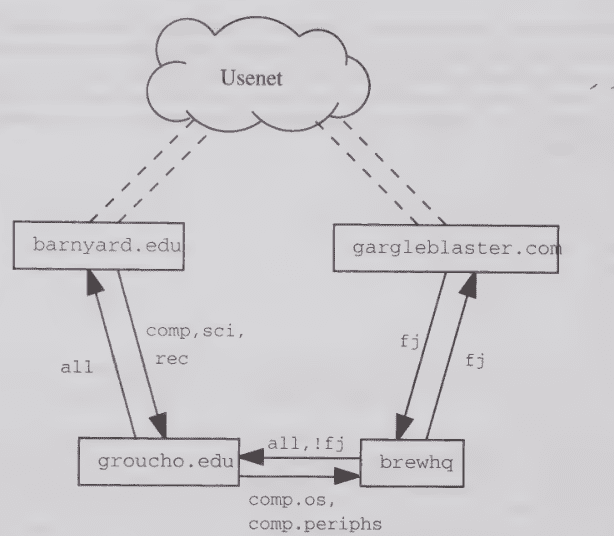 Usenet
barnyard.edu
gargleblaster.com
comp,sci,
rec
all
fj
fj
all,!fj
groucho.edu
brewhq
comp.os,
comp.periphs